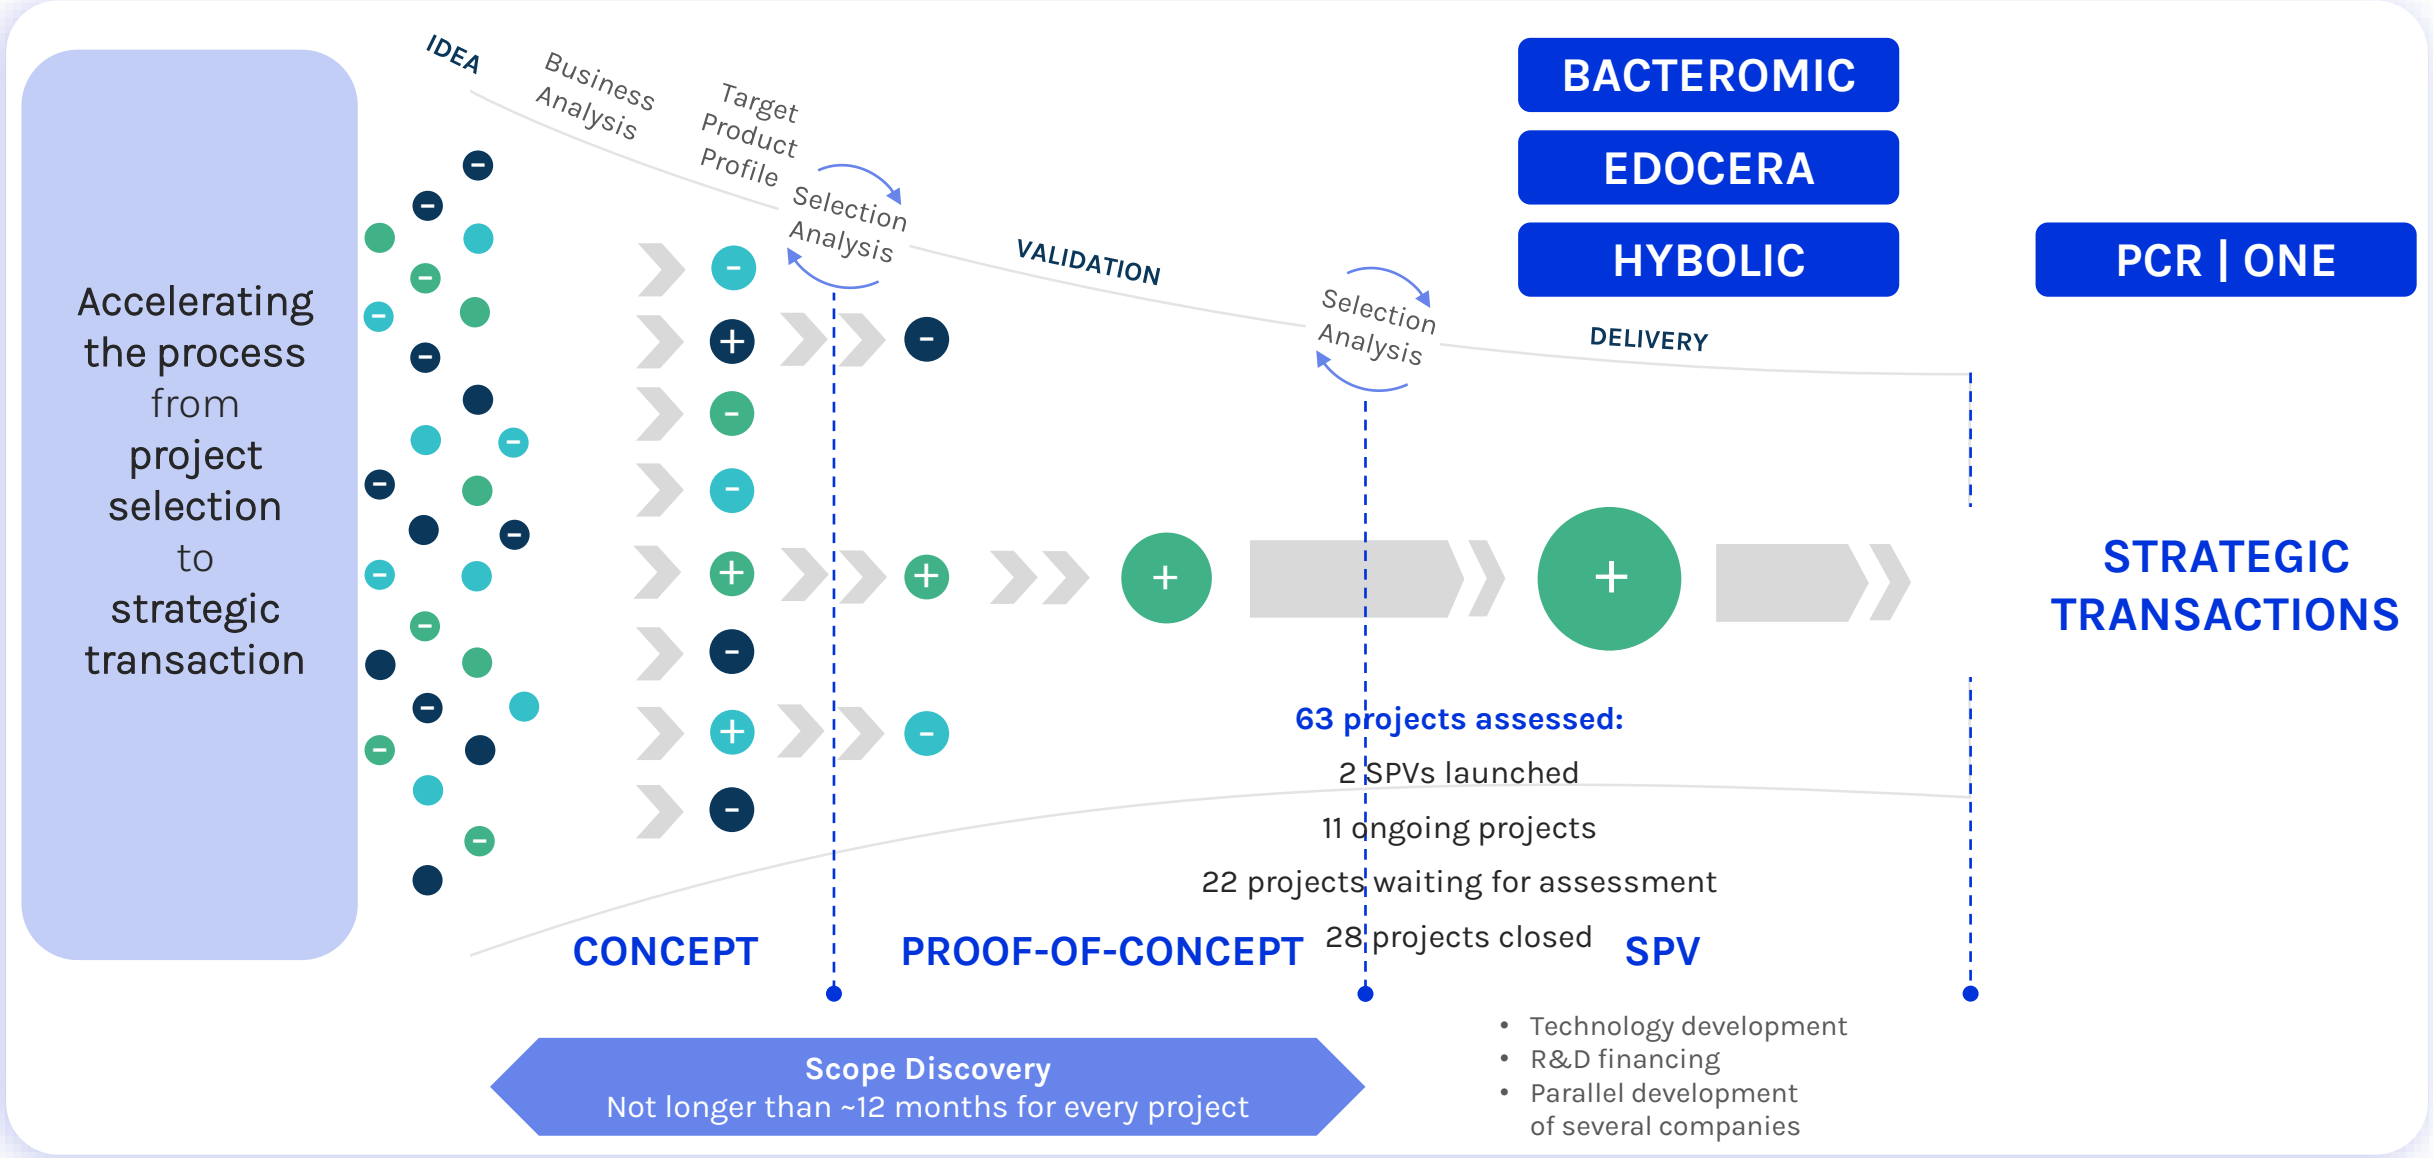 Accelerating
the process
from
project
selection
to
strategic
transaction
IDEA
Business
Analysis
Target
Product
Profile
Selection
Analysis
VALIDATION
Selection
Analysis
DELIVERY
BACTEROMIC
EDOCERA
HYBOLIC
PCR | ONE
STRATEGIC
TRANSACTIONS
63 projects assessed:
2 SPVs launched
11 ongoing projects
22 projects waiting for assessment
28 projects closed
CONCEPT
PROOF-OF-CONCEPT
SPV
Scope Discovery
Not longer than ~12 months for every project
• Technology development
• R&D financing
• Parallel development
of several companies